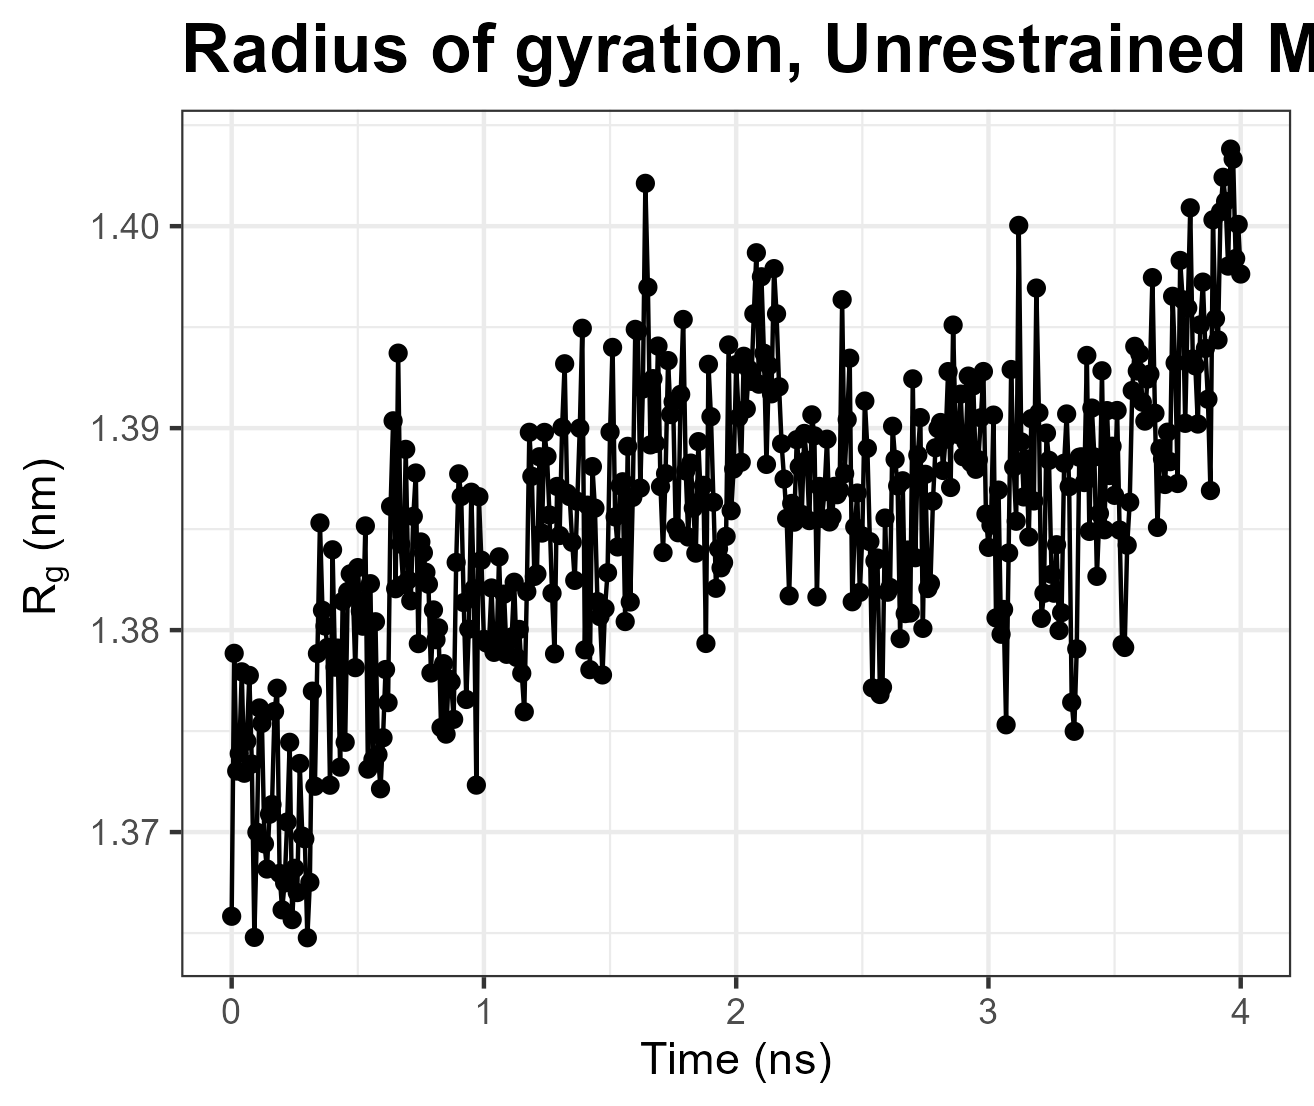 Radius of gyration, Unrestrained M
1.40
1.39
1.38
1.37
Rg (nm)
0 1 2 3 4
Time (ns)